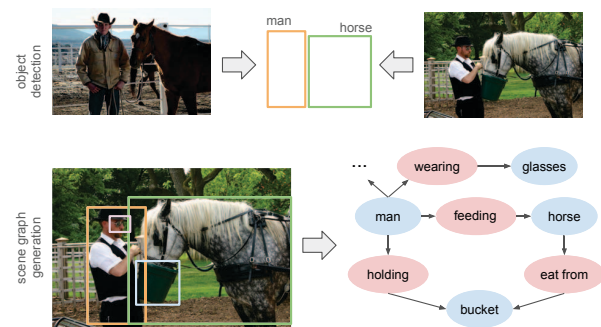 object
detection
man
horse
scene graph
generation
...
wearing
glasses
man
feeding
horse
holding
eat from
bucket